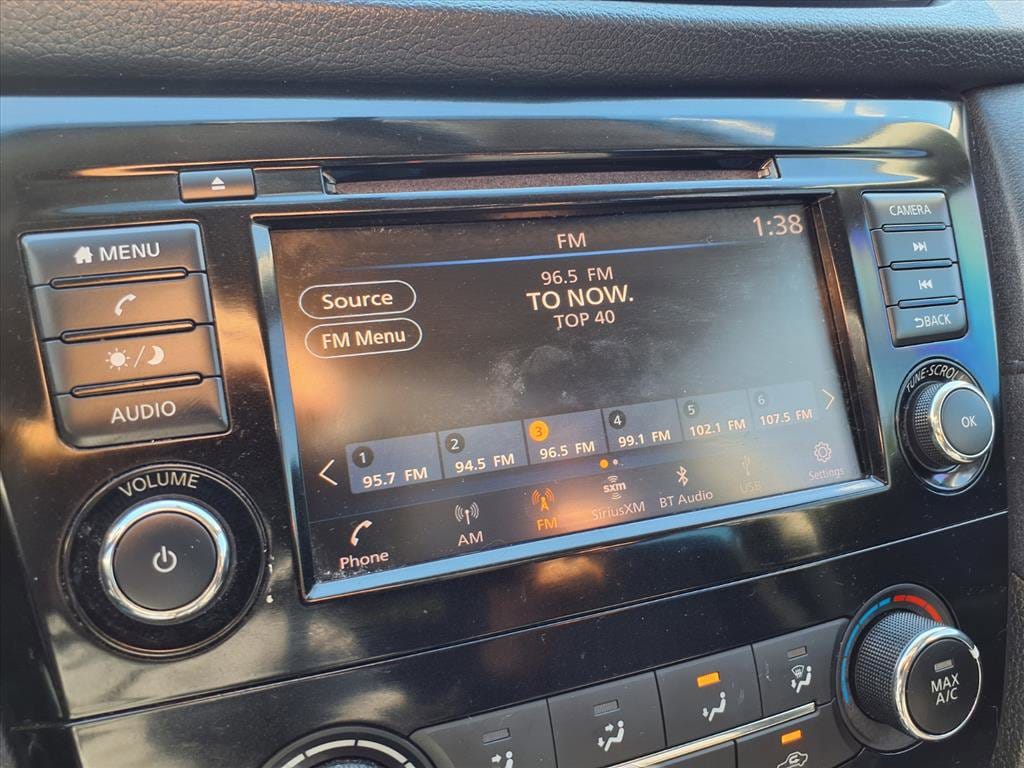 CAMERA
MENU
FM
1:38
96.5 FM
TO NOW.
TOP 40
Source
FM Menu
BACK
AUDIO
TUNE·SCROLL
OK
1 95.7 FM
2 94.5 FM
3 96.5 FM
4 99.1 FM
5 102.1 FM
6 107.5 FM
VOLUME
Phone
AM
FM
sxm
SiriusXM
BT Audio
USB
Settings
MAX
A/C